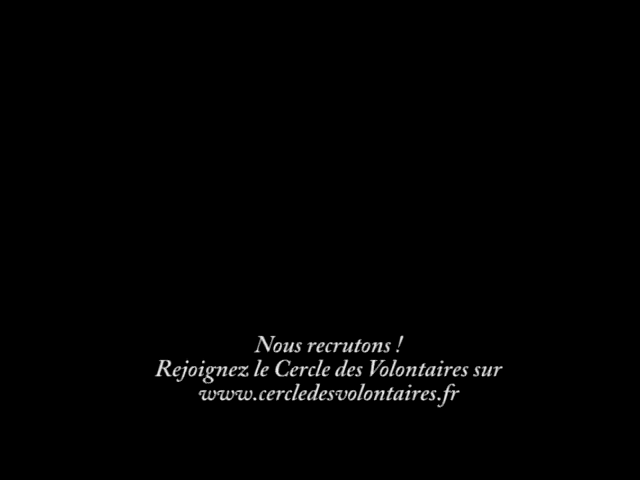 Nous recrutons !
Rejoignez le Cercle des Volontaires sur
www.cercledesvolontaires.fr